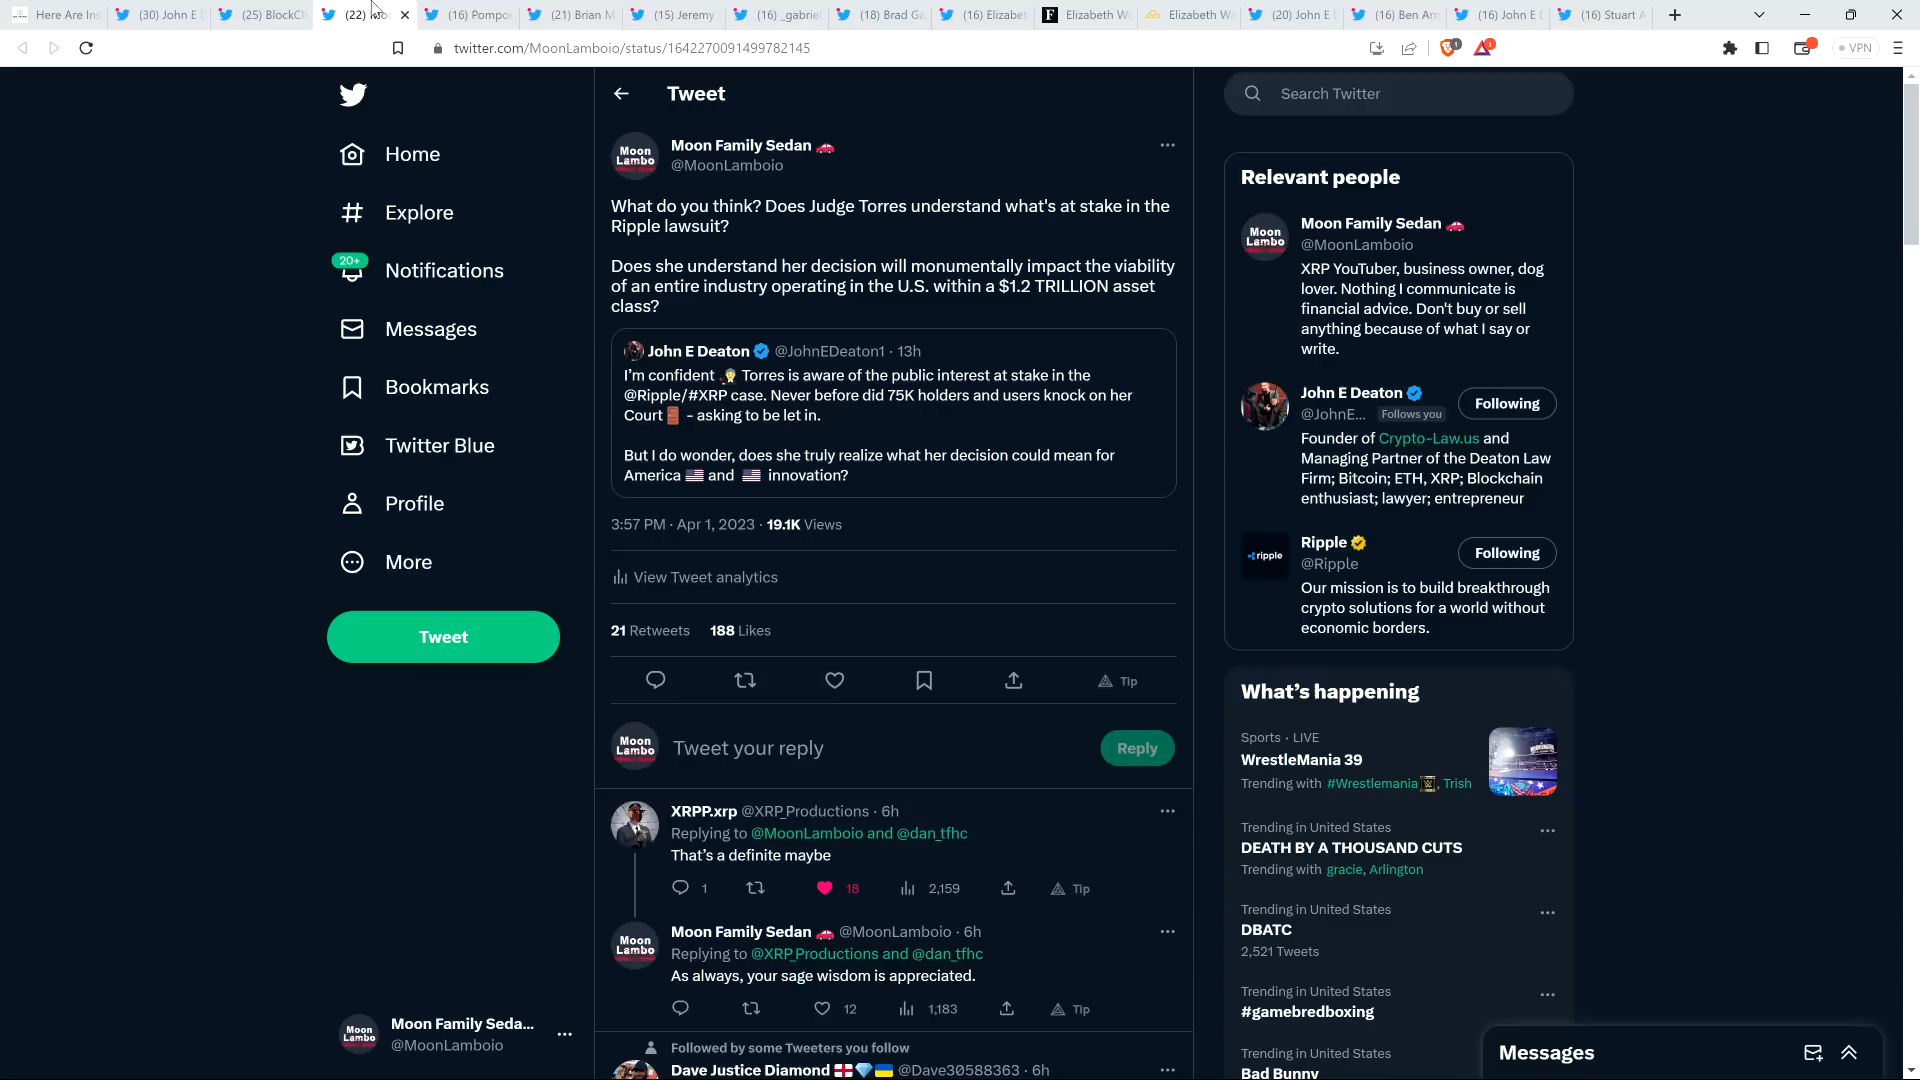 Here Are Ins
(30) John E D
(25) BlockCh
(22) Moo
(16) Pompo
(21) Brian M
(15) Jeremy
(16) _gabriel
(18) Brad Ga
(16) Elizabet
Elizabeth Wa
Elizabeth Wa
(20) John E D
(16) Ben Arm
(16) John E D
(16) Stuart A
twitter.com/MoonLamboio/status/1642270091499782145
VPN
Home
Explore
20+
Notifications
Messages
Bookmarks
Twitter Blue
Profile
More
Tweet
Moon Family Seda...
@MoonLamboio
Tweet
Moon Lambo
Moon Family Sedan
@MoonLamboio
What do you think? Does Judge Torres understand what's at stake in the
Ripple lawsuit?
Does she understand her decision will monumentally impact the viability
of an entire industry operating in the U.S. within a $1.2 TRILLION asset
class?
John E Deaton @JohnEDeaton1 · 13h
I'm confident Torres is aware of the public interest at stake in the
@Ripple/#XRP case. Never before did 75K holders and users knock on her
Court - asking to be let in.
But I do wonder, does she truly realize what her decision could mean for
America and innovation?
3:57 PM · Apr 1, 2023 · 19.1K Views
View Tweet analytics
21 Retweets 188 Likes
Tip
Moon Lambo
Tweet your reply
Reply
XRPP.xrp @XRP_Productions · 6h
Replying to @MoonLamboio and @dan_tfhc
That's a definite maybe
1 18 2,159 Tip
Moon Lambo
Moon Family Sedan @MoonLamboio · 6h
Replying to @XRP_Productions and @dan_tfhc
As always, your sage wisdom is appreciated.
12 1,183 Tip
Followed by some Tweeters you follow
Dave Justice Diamond @Dave30588363 · 6h
Search Twitter
Relevant people
Moon Lambo
Moon Family Sedan
@MoonLamboio
XRP YouTuber, business owner, dog
lover. Nothing I communicate is
financial advice. Don't buy or sell
anything because of what I say or
write.
John E Deaton
@JohnE... Follows you
Following
Founder of Crypto-Law.us and
Managing Partner of the Deaton Law
Firm; Bitcoin; ETH, XRP; Blockchain
enthusiast; lawyer; entrepreneur
ripple
Ripple
@Ripple
Following
Our mission is to build breakthrough
crypto solutions for a world without
economic borders.
What's happening
Sports · LIVE
WrestleMania 39
Trending with #Wrestlemania, Trish
Trending in United States
DEATH BY A THOUSAND CUTS
Trending with gracie, Arlington
Trending in United States
DBATC
2,521 Tweets
Trending in United States
#gamebredboxing
Trending in United States
Bad Bunny
Messages
Moon Lambo